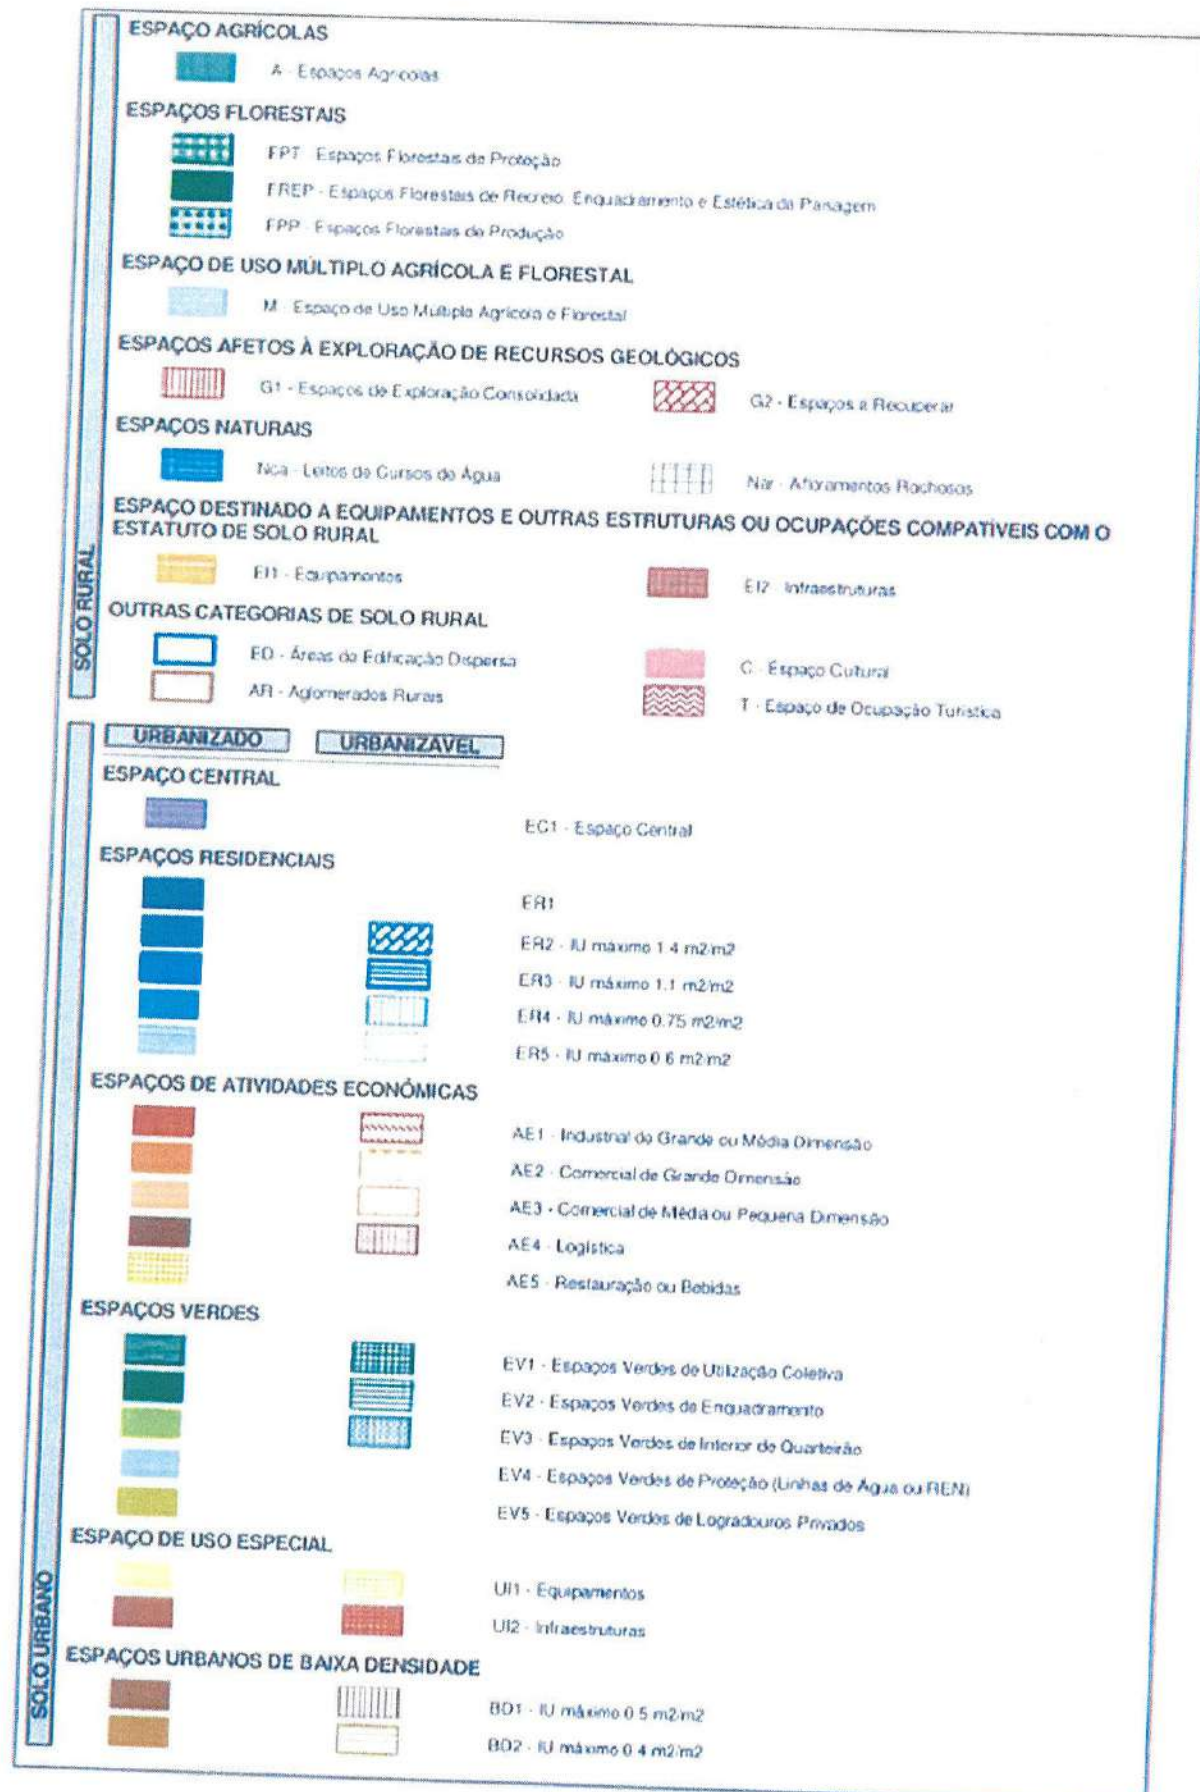 ESPAÇO AGRÍCOLAS
A - Espaços Agrícolas
ESPAÇOS FLORESTAIS
FPT - Espaços Florestais de Proteção
FREP - Espaços Florestais de Recreio, Enquadramento e Estética da Paisagem
FPP - Espaços Florestais de Produção
ESPAÇO DE USO MÚLTIPLO AGRÍCOLA E FLORESTAL
M - Espaço de Uso Múltiplo Agrícola e Florestal
ESPAÇOS AFETOS À EXPLORAÇÃO DE RECURSOS GEOLÓGICOS
G1 - Espaços de Exploração Consolidada
G2 - Espaços a Recuperar
ESPAÇOS NATURAIS
Nca - Leitos de Cursos de Água
Nar - Afloramentos Rochosos
ESPAÇO DESTINADO A EQUIPAMENTOS E OUTRAS ESTRUTURAS OU OCUPAÇÕES COMPATÍVEIS COM O
ESTATUTO DE SOLO RURAL
EI1 - Equipamentos
EI2 - Infraestruturas
OUTRAS CATEGORIAS DE SOLO RURAL
ED - Áreas de Edificação Dispersa
C - Espaço Cultural
AR - Aglomerados Rurais
T - Espaço de Ocupação Turística
SOLO RURAL
URBANIZADO
URBANIZÁVEL
ESPAÇO CENTRAL
EC1 - Espaço Central
ESPAÇOS RESIDENCIAIS
ER1
ER2 - IU máximo 1.4 m2/m2
ER3 - IU máximo 1.1 m2/m2
ER4 - IU máximo 0.75 m2/m2
ER5 - IU máximo 0.6 m2/m2
ESPAÇOS DE ATIVIDADES ECONÓMICAS
AE1 - Industrial de Grande ou Média Dimensão
AE2 - Comercial de Grande Dimensão
AE3 - Comercial de Média ou Pequena Dimensão
AE4 - Logística
AE5 - Restauração ou Bebidas
ESPAÇOS VERDES
EV1 - Espaços Verdes de Utilização Coletiva
EV2 - Espaços Verdes de Enquadramento
EV3 - Espaços Verdes de Interior de Quarteirão
EV4 - Espaços Verdes de Proteção (Linhas de Água ou REN)
EV5 - Espaços Verdes de Logradouros Privados
ESPAÇO DE USO ESPECIAL
UI1 - Equipamentos
UI2 - Infraestruturas
ESPAÇOS URBANOS DE BAIXA DENSIDADE
BD1 - IU máximo 0.5 m2/m2
BD2 - IU máximo 0.4 m2/m2
SOLO URBANO